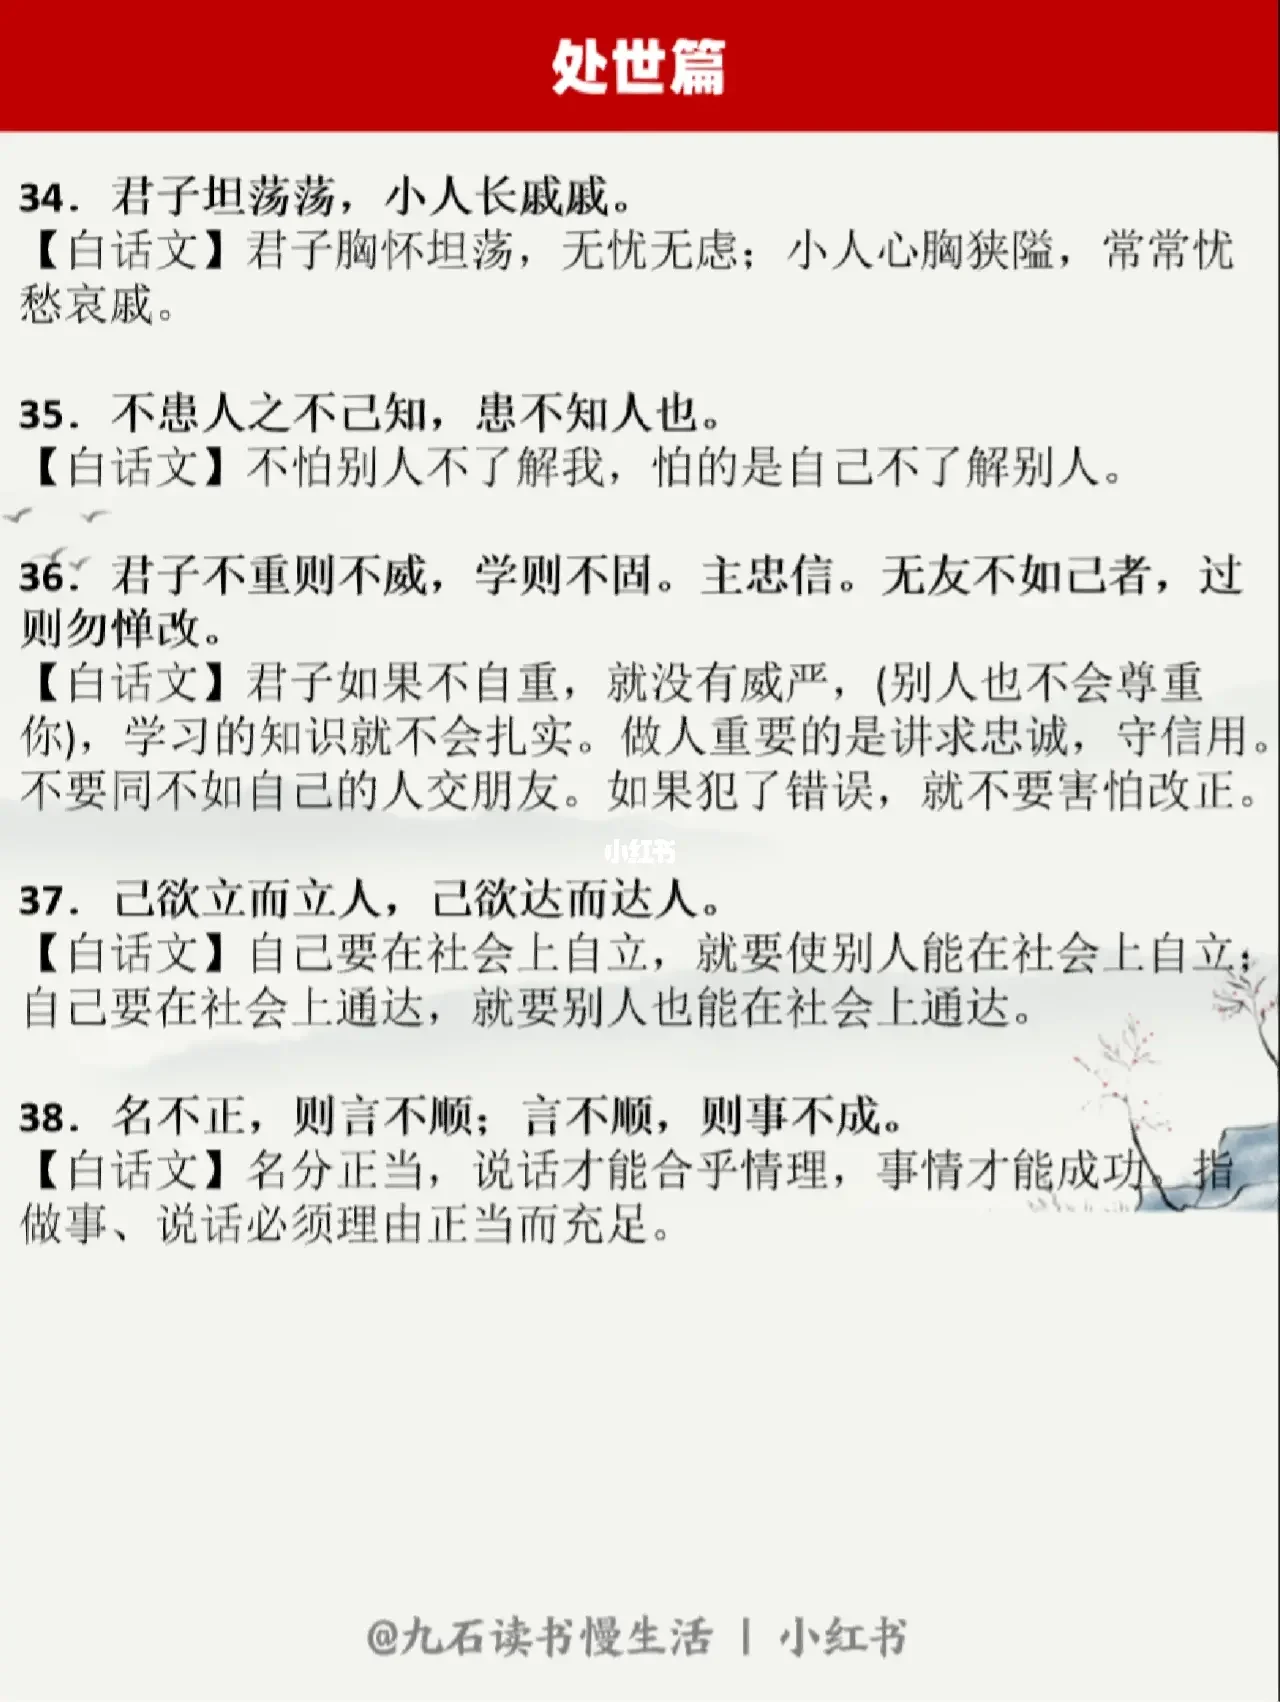 处世篇
34. 君子坦荡荡，小人长戚戚。
【白话文】君子胸怀坦荡，无忧无虑；小人心胸狭隘，常常忧
愁哀戚。
35. 不患人之不己知，患不知人也。
【白话文】不怕别人不了解我，怕的是自己不了解别人。
36. 君子不重则不威，学则不固。主忠信。无友不如己者，过
则勿惮改。
【白话文】君子如果不自重，就没有威严，(别人也不会尊重
你)，学习的知识就不会扎实。做人重要的是讲求忠诚，守信用。
不要同不如自己的人交朋友。如果犯了错误，就不要害怕改正。
小红书
37. 己欲立而立人，己欲达而达人。
【白话文】自己要在社会上自立，就要使别人能在社会上自立；
自己要在社会上通达，就要别人也能在社会上通达。
38. 名不正，则言不顺；言不顺，则事不成。
【白话文】名分正当，说话才能合乎情理，事情才能成功。指
做事、说话必须理由正当而充足。
@九石读书慢生活 | 小红书